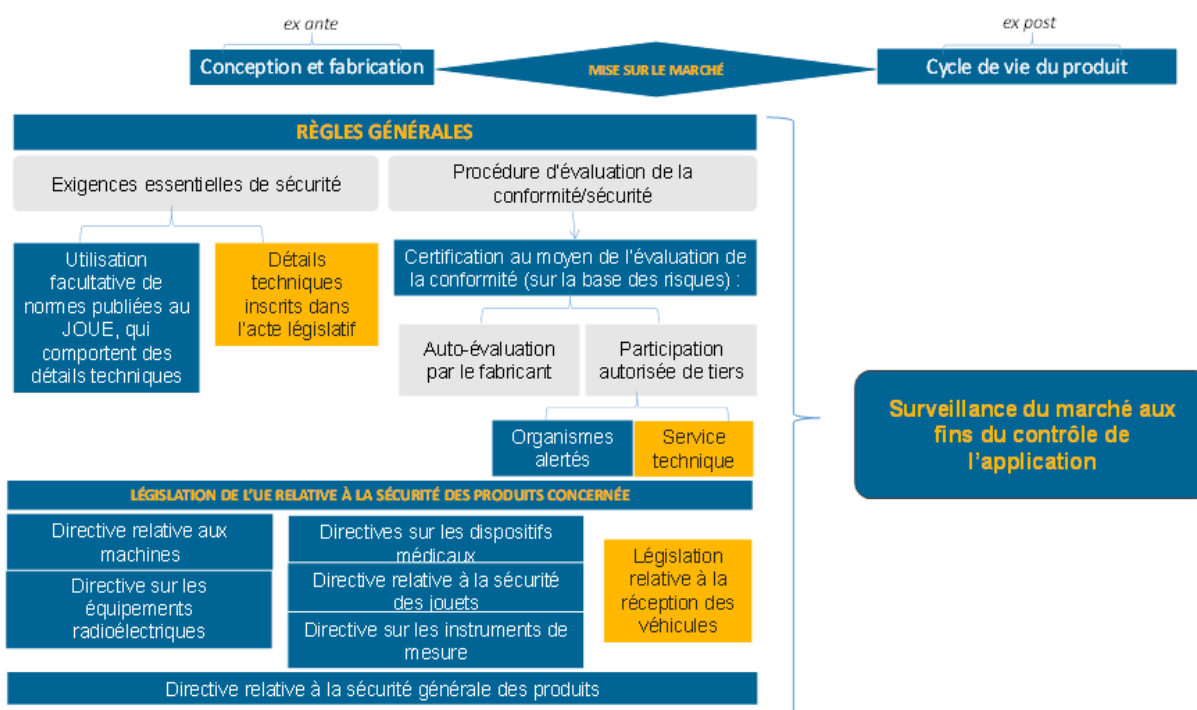 ex ante
ex post
Conception et fabrication
MISE SUR LE MARCHÉ
Cycle de vie du produit
RÈGLES GÉNÉRALES
Exigences essentielles de sécurité
Procédure d'évaluation de la
conformité/sécurité
Utilisation
facultative de
normes publiées au
JOUE, qui
comportent des
détails techniques
Détails
techniques
inscrits dans
l'acte législatif
Certification au moyen de l'évaluation de
la conformité (sur la base des risques) :
Auto-évaluation
par le fabricant
Participation
autorisée de tiers
Organismes
alertés
Service
technique
Surveillance du marché aux
fins du contrôle de
l'application
LÉGISLATION DE L'UE RELATIVE À LA SÉCURITÉ DES PRODUITS CONCERNÉE
Directive relative aux
machines
Directive sur les
équipements
radioélectriques
Directives sur les dispositifs
médicaux
Directive relative à la sécurité
des jouets
Directive sur les instruments de
mesure
Législation
relative à la
réception des
véhicules
Directive relative à la sécurité générale des produits